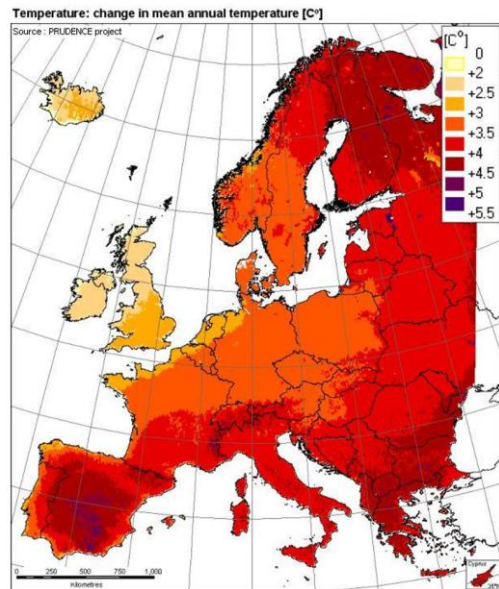 Temperature: change in mean annual temperature [Cº]
Source : PRUDENCE project
[C°]
0
+2
+2.5
+3
+3.5
+4
+4.5
+5
+5.5
0 250 500 1,000
Kilometres
Cyprus